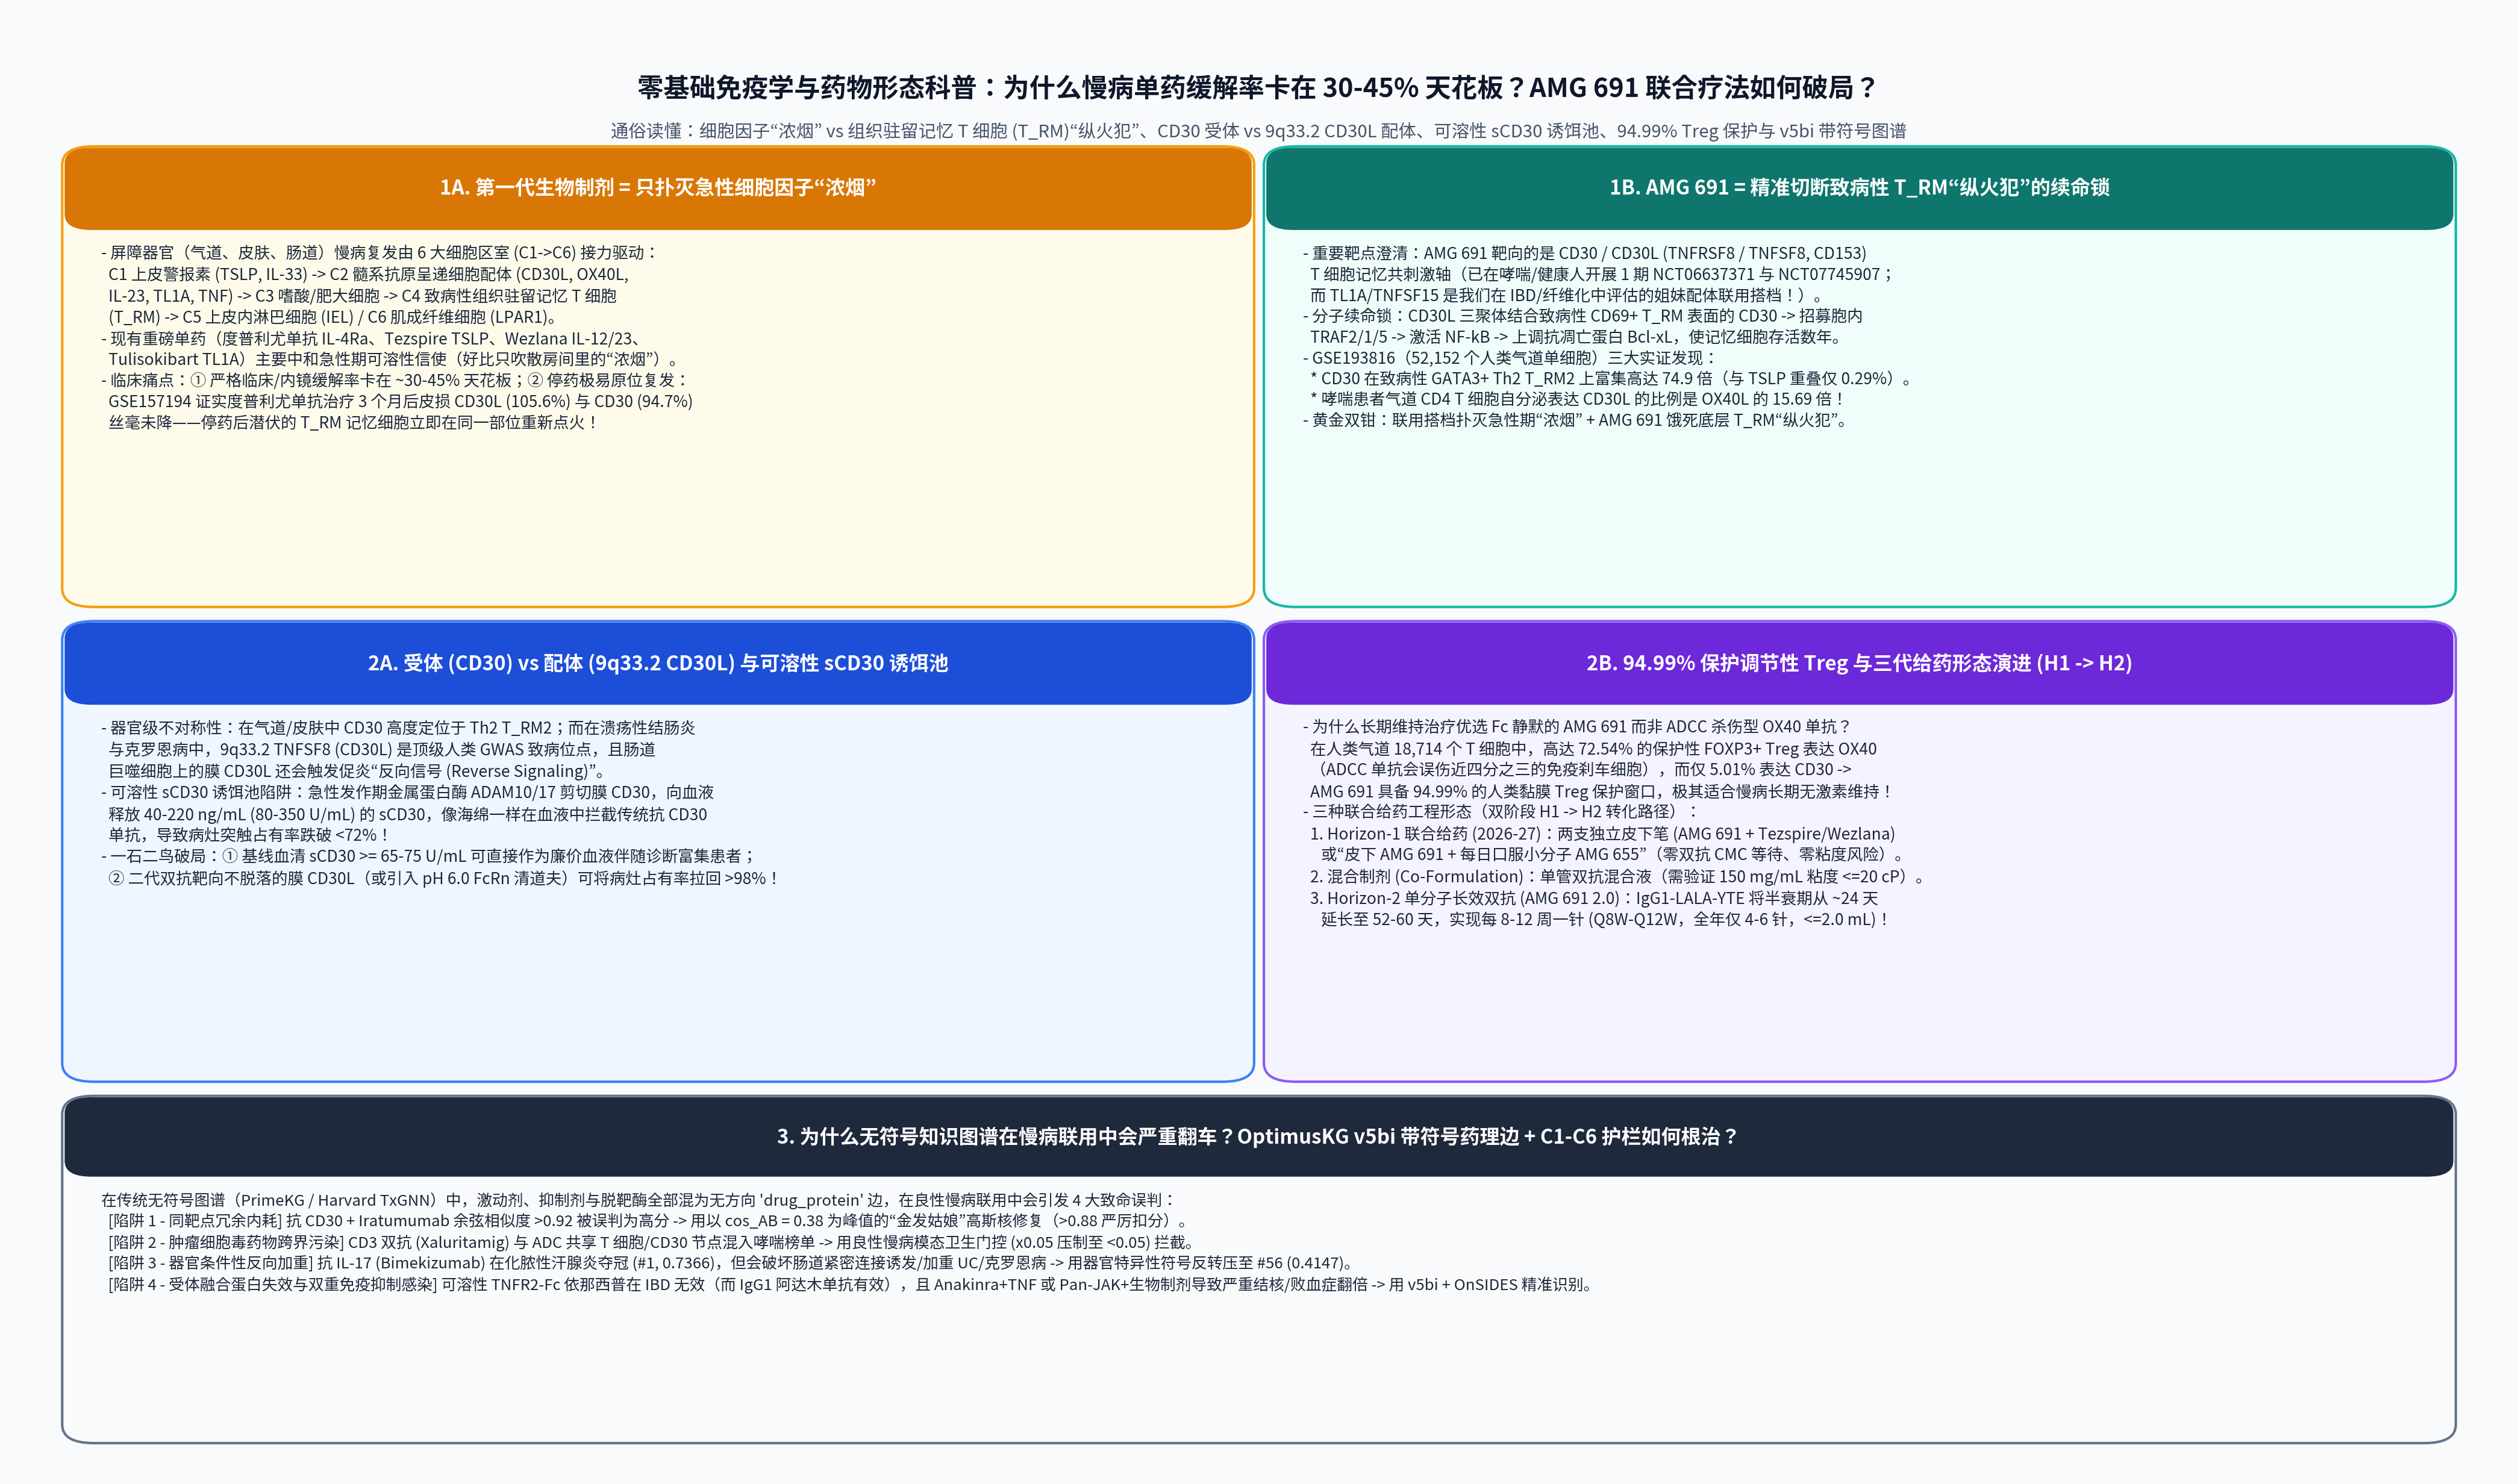 零基础免疫学与药物形态科普：为什么慢病单药缓解率卡在 30-45% 天花板？AMG 691 联合疗法如何破局？
通俗读懂：细胞因子“浓烟” vs 组织驻留记忆 T 细胞 (T_RM)“纵火犯”、CD30 受体 vs 9q33.2 CD30L 配体、可溶性 sCD30 诱饵池、94.99% Treg 保护与 v5bi 带符号图谱
1A. 第一代生物制剂 = 只扑灭急性细胞因子“浓烟”
- 屏障器官（气道、皮肤、肠道）慢病复发由 6 大细胞区室 (C1->C6) 接力驱动：
C1 上皮警报素 (TSLP, IL-33) -> C2 髓系抗原呈递细胞配体 (CD30L, OX40L,
IL-23, TL1A, TNF) -> C3 嗜酸/肥大细胞 -> C4 致病性组织驻留记忆 T 细胞
(T_RM) -> C5 上皮内淋巴细胞 (IEL) / C6 肌成纤维细胞 (LPAR1)。
- 现有重磅单药（度普利尤单抗 IL-4Ra、Tezspire TSLP、Wezlana IL-12/23、
Tulisokibart TL1A）主要中和急性期可溶性信使（好比只吹散房间里的“浓烟”）。
- 临床痛点：① 严格临床/内镜缓解率卡在 ~30-45% 天花板；② 停药极易原位复发：
GSE157194 证实度普利尤单抗治疗 3 个月后皮损 CD30L (105.6%) 与 CD30 (94.7%)
丝毫未降——停药后潜伏的 T_RM 记忆细胞立即在同一部位重新点火！
1B. AMG 691 = 精准切断致病性 T_RM“纵火犯”的续命锁
- 重要靶点澄清：AMG 691 靶向的是 CD30 / CD30L (TNFRSF8 / TNFSF8, CD153)
T 细胞记忆共刺激轴（已在哮喘/健康人开展 1 期 NCT06637371 与 NCT07745907；
而 TL1A/TNFSF15 是我们在 IBD/纤维化中评估的姐妹配体联用搭档！）。
- 分子续命锁：CD30L 三聚体结合致病性 CD69+ T_RM 表面的 CD30 -> 招募胞内
TRAF2/1/5 -> 激活 NF-kB -> 上调抗凋亡蛋白 Bcl-xL，使记忆细胞存活数年。
- GSE193816（52,152 个人类气道单细胞）三大实证发现：
* CD30 在致病性 GATA3+ Th2 T_RM2 上富集高达 74.9 倍（与 TSLP 重叠仅 0.29%）。
* 哮喘患者气道 CD4 T 细胞自分泌表达 CD30L 的比例是 OX40L 的 15.69 倍！
- 黄金双钳：联用搭档扑灭急性期“浓烟” + AMG 691 饿死底层 T_RM“纵火犯”。
2A. 受体 (CD30) vs 配体 (9q33.2 CD30L) 与可溶性 sCD30 诱饵池
- 器官级不对称性：在气道/皮肤中 CD30 高度定位于 Th2 T_RM2；而在溃疡性结肠炎
与克罗恩病中，9q33.2 TNFSF8 (CD30L) 是顶级人类 GWAS 致病位点，且肠道
巨噬细胞上的膜 CD30L 还会触发促炎“反向信号 (Reverse Signaling)”。
- 可溶性 sCD30 诱饵池陷阱：急性发作期金属蛋白酶 ADAM10/17 剪切膜 CD30，向血液
释放 40-220 ng/mL (80-350 U/mL) 的 sCD30，像海绵一样在血液中拦截传统抗 CD30
单抗，导致病灶突触占有率跌破 <72%！
- 一石二鸟破局：① 基线血清 sCD30 >= 65-75 U/mL 可直接作为廉价血液伴随诊断富集患者；
② 二代双抗靶向不脱落的膜 CD30L（或引入 pH 6.0 FcRn 清道夫）可将病灶占有率拉回 >98%！
2B. 94.99% 保护调节性 Treg 与三代给药形态演进 (H1 -> H2)
- 为什么长期维持治疗优选 Fc 静默的 AMG 691 而非 ADCC 杀伤型 OX40 单抗？
在人类气道 18,714 个 T 细胞中，高达 72.54% 的保护性 FOXP3+ Treg 表达 OX40
（ADCC 单抗会误伤近四分之三的免疫刹车细胞），而仅 5.01% 表达 CD30 ->
AMG 691 具备 94.99% 的人类黏膜 Treg 保护窗口，极其适合慢病长期无激素维持！
- 三种联合给药工程形态（双阶段 H1 -> H2 转化路径）：
1. Horizon-1 联合给药 (2026-27)：两支独立皮下笔 (AMG 691 + Tezspire/Wezlana)
或“皮下 AMG 691 + 每日口服小分子 AMG 655”（零双抗 CMC 等待、零粘度风险）。
2. 混合制剂 (Co-Formulation)：单管双抗混合液（需验证 150 mg/mL 粘度 <=20 cP）。
3. Horizon-2 单分子长效双抗 (AMG 691 2.0)：IgG1-LALA-YTE 将半衰期从 ~24 天
延长至 52-60 天，实现每 8-12 周一针 (Q8W-Q12W，全年仅 4-6 针，<=2.0 mL)！
3. 为什么无符号知识图谱在慢病联用中会严重翻车？OptimusKG v5bi 带符号药理边 + C1-C6 护栏如何根治？
在传统无符号图谱（PrimeKG / Harvard TxGNN）中，激动剂、抑制剂与脱靶酶全部混为无方向 'drug_protein' 边，在良性慢病联用中会引发 4 大致命误判：
[陷阱 1 - 同靶点冗余内耗] 抗 CD30 + Iratumumab 余弦相似度 >0.92 被误判为高分 -> 用以 cos_AB = 0.38 为峰值的“金发姑娘”高斯核修复（>0.88 严厉扣分）。
[陷阱 2 - 肿瘤细胞毒药物跨界污染] CD3 双抗 (Xaluritamig) 与 ADC 共享 T 细胞/CD30 节点混入哮喘榜单 -> 用良性慢病模态卫生门控 (x0.05 压制至 <0.05) 拦截。
[陷阱 3 - 器官条件性反向加重] 抗 IL-17 (Bimekizumab) 在化脓性汗腺炎夺冠 (#1, 0.7366)，但会破坏肠道紧密连接诱发/加重 UC/克罗恩病 -> 用器官特异性符号反转压至 #56 (0.4147)。
[陷阱 4 - 受体融合蛋白失效与双重免疫抑制感染] 可溶性 TNFR2-Fc 依那西普在 IBD 无效（而 IgG1 阿达木单抗有效），且 Anakinra+TNF 或 Pan-JAK+生物制剂导致严重结核/败血症翻倍 -> 用 v5bi + OnSIDES 精准识别。